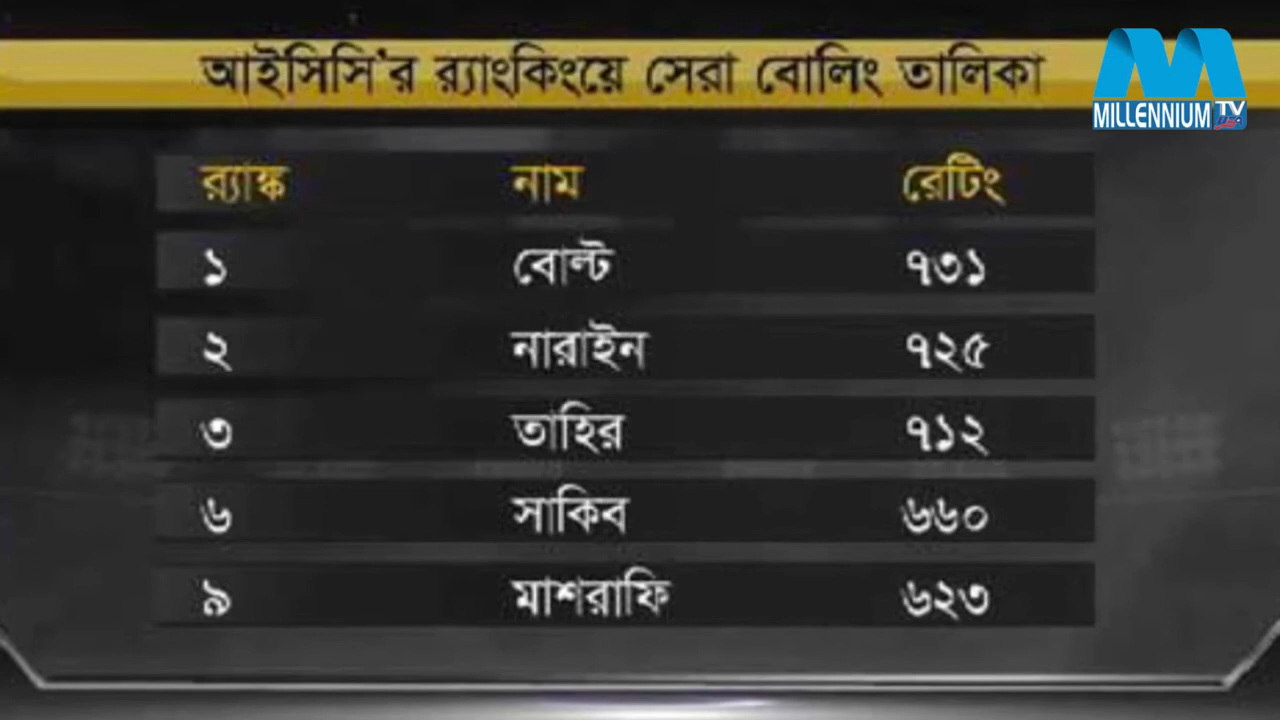 আইসিসি'র র‍্যাংকিংয়ে সেরা বোলিং তালিকা
MILLENNIUM TV
র‍্যাঙ্ক নাম রেটিং
১ বোল্ট ৭৩১
২ নারাইন ৭২৫
৩ তাহির ৭১২
৬ সাকিব ৬৬০
৯ মাশরাফি ৬২৩